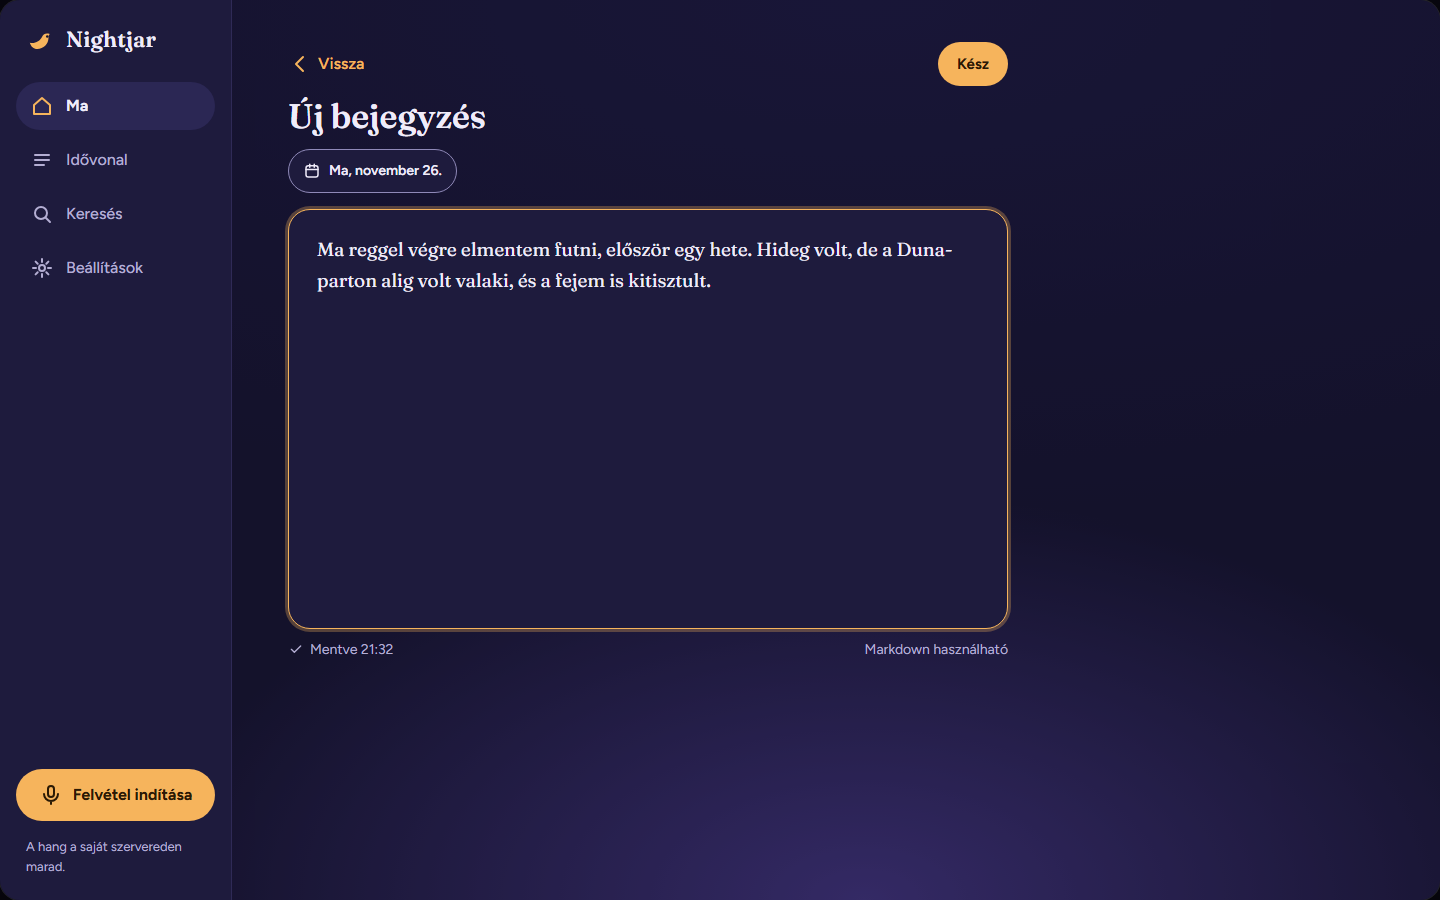 Nightjar
Ma
Idővonal
Keresés
Beállítások
Felvétel indítása
A hang a saját szervereden
marad.
Vissza
Kész
Új bejegyzés
Ma, november 26.
Ma reggel végre elmentem futni, először egy hete. Hideg volt, de a Duna-
parton alig volt valaki, és a fejem is kitisztult.
Mentve 21:32
Markdown használható